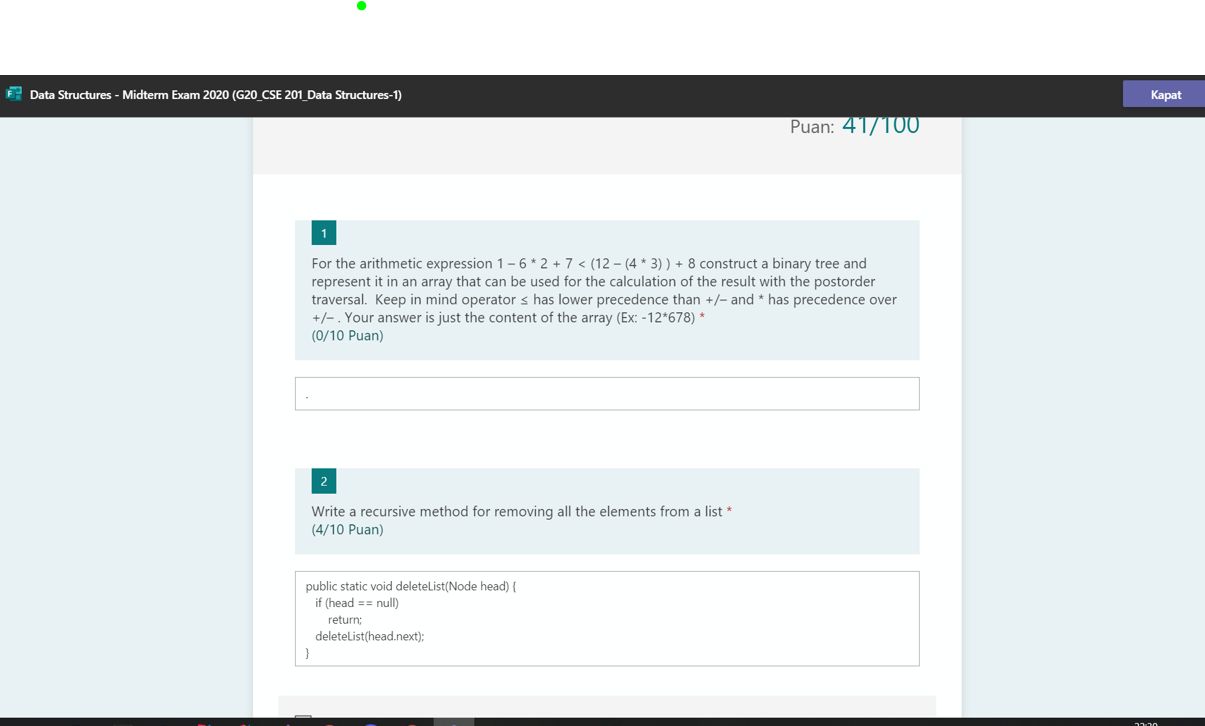 Data Structures - Midterm Exam 2020 (G20_CSE 201_Data Structures-1)
Kapat
Puan: 41/100
1
For the arithmetic expression 1 – 6 * 2 + 7 < (12 – (4 * 3) ) + 8 construct a binary tree and
represent it in an array that can be used for the calculation of the result with the postorder
traversal.  Keep in mind operator ≤ has lower precedence than +/– and * has precedence over
+/– . Your answer is just the content of the array (Ex: -12*678) *
(0/10 Puan)
.
2
Write a recursive method for removing all the elements from a list *
(4/10 Puan)
public static void deleteList(Node head) {
if (head == null)
return;
deleteList(head.next);
}